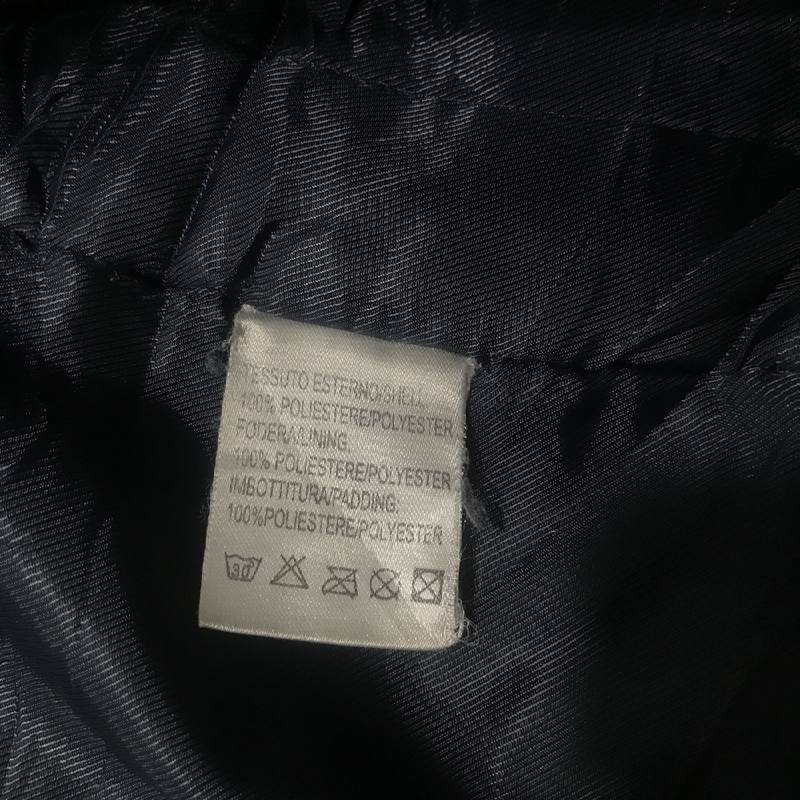 TESSUTO ESTERNO/SHELL
100% POLIESTERE/POLYESTER
FODERA/LINING:
100% POLIESTERE/POLYESTER
IMBOTTITURA/PADDING:
100%POLIESTERE/POLYESTER
30°